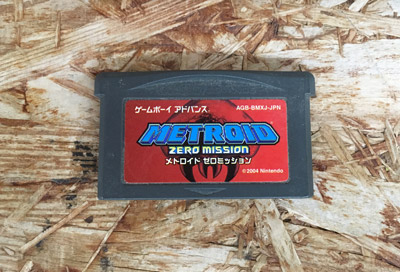 ゲームボーイ アドバンス
AGB-BMXJ-JPN
METROID
ZERO MISSION
メトロイド ゼロミッション
©2004 Nintendo